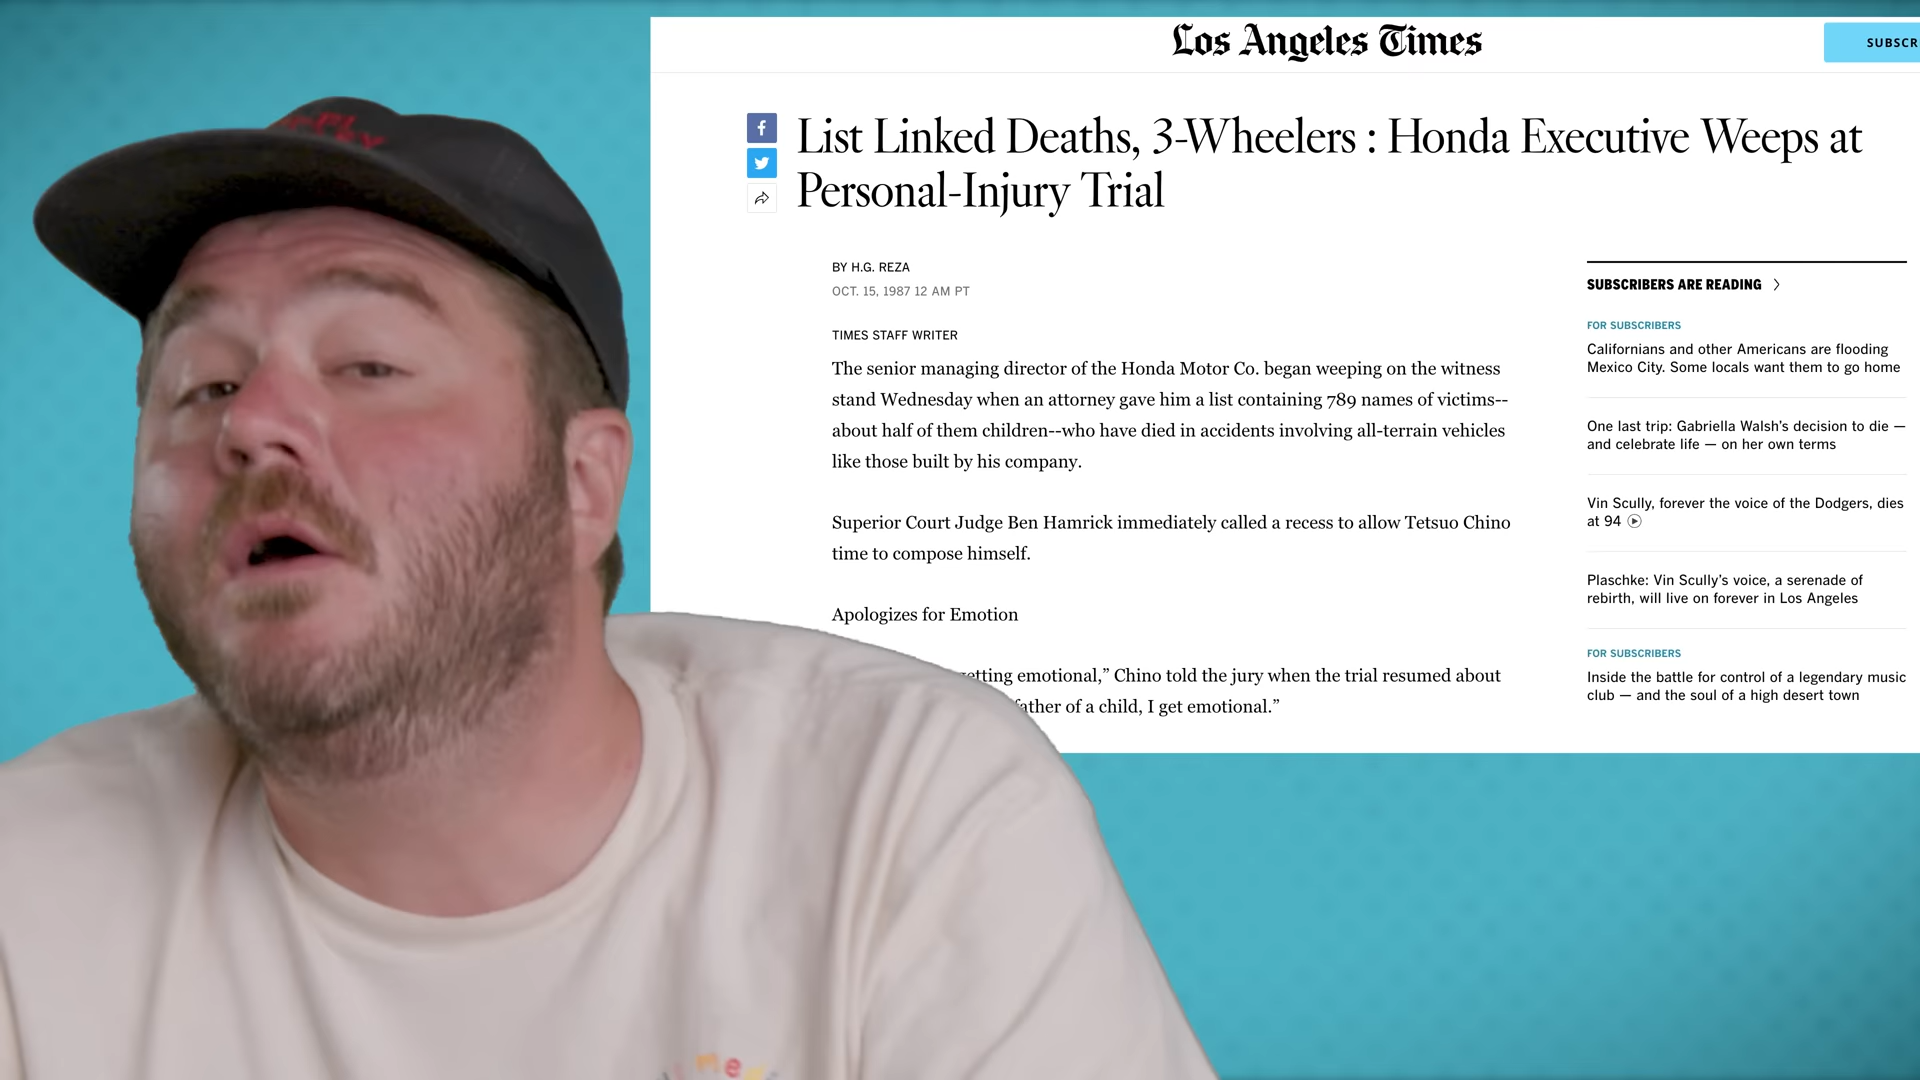 Los Angeles Times
SUBSCR
List Linked Deaths, 3-Wheelers : Honda Executive Weeps at
Personal-Injury Trial
BY H.G. REZA
OCT. 15, 1987 12 AM PT
TIMES STAFF WRITER
The senior managing director of the Honda Motor Co. began weeping on the witness
stand Wednesday when an attorney gave him a list containing 789 names of victims--
about half of them children--who have died in accidents involving all-terrain vehicles
like those built by his company.
Superior Court Judge Ben Hamrick immediately called a recess to allow Tetsuo Chino
time to compose himself.
Apologizes for Emotion
etting emotional,” Chino told the jury when the trial resumed about
father of a child, I get emotional.”
SUBSCRIBERS ARE READING
FOR SUBSCRIBERS
Californians and other Americans are flooding
Mexico City. Some locals want them to go home
One last trip: Gabriella Walsh’s decision to die —
and celebrate life — on her own terms
Vin Scully, forever the voice of the Dodgers, dies
at 94
Plaschke: Vin Scully’s voice, a serenade of
rebirth, will live on forever in Los Angeles
FOR SUBSCRIBERS
Inside the battle for control of a legendary music
club — and the soul of a high desert town